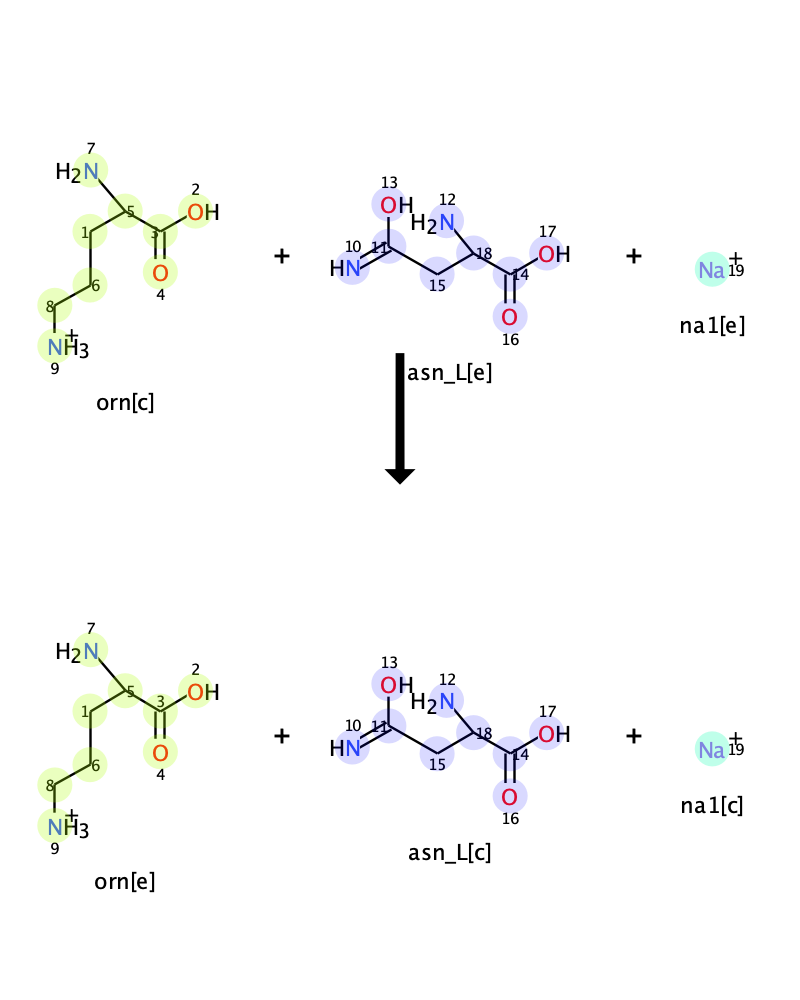 7
H2N
2
OH
5
3
1
O
4
6
8
+
NH3
9
orn[c]
+
13
OH
12
H2N
10
11
HN
18
17
OH
14
15
O
16
asn_L[e]
+
Na+
19
na1[e]
7
H2N
2
OH
5
3
1
O
4
6
8
+
NH3
9
orn[e]
+
13
OH
12
H2N
10
11
HN
18
17
OH
14
15
O
16
asn_L[c]
+
Na+
19
na1[c]